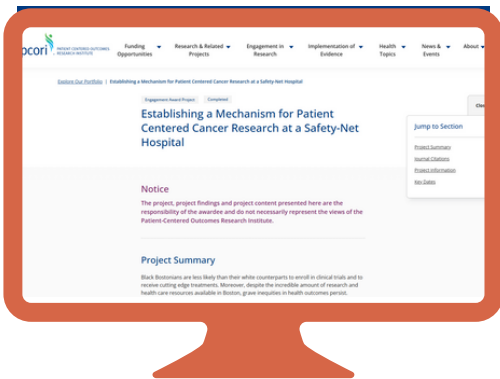 pcori PATIENT-CENTERED OUTCOMES RESEARCH INSTITUTE
Funding Opportunities
Research & Related Projects
Engagement in Research
Implementation of Evidence
Health Topics
News & Events
About
Explore Our Portfolio | Establishing a Mechanism for Patient Centered Cancer Research at a Safety-Net Hospital
Engagement Award Project Completed
Establishing a Mechanism for Patient
Centered Cancer Research at a Safety-Net
Hospital
Jump to Section
Project Summary
Journal Citations
Project Information
Key Dates
Notice
The project, project findings and project content presented here are the
responsibility of the awardee and do not necessarily represent the views of the
Patient-Centered Outcomes Research Institute.
Project Summary
Black Bostonians are less likely than their white counterparts to enroll in clinical trials and to
receive cutting edge treatments. Moreover, despite the incredible amount of research and
health care resources available in Boston, grave inequities in health outcomes persist.